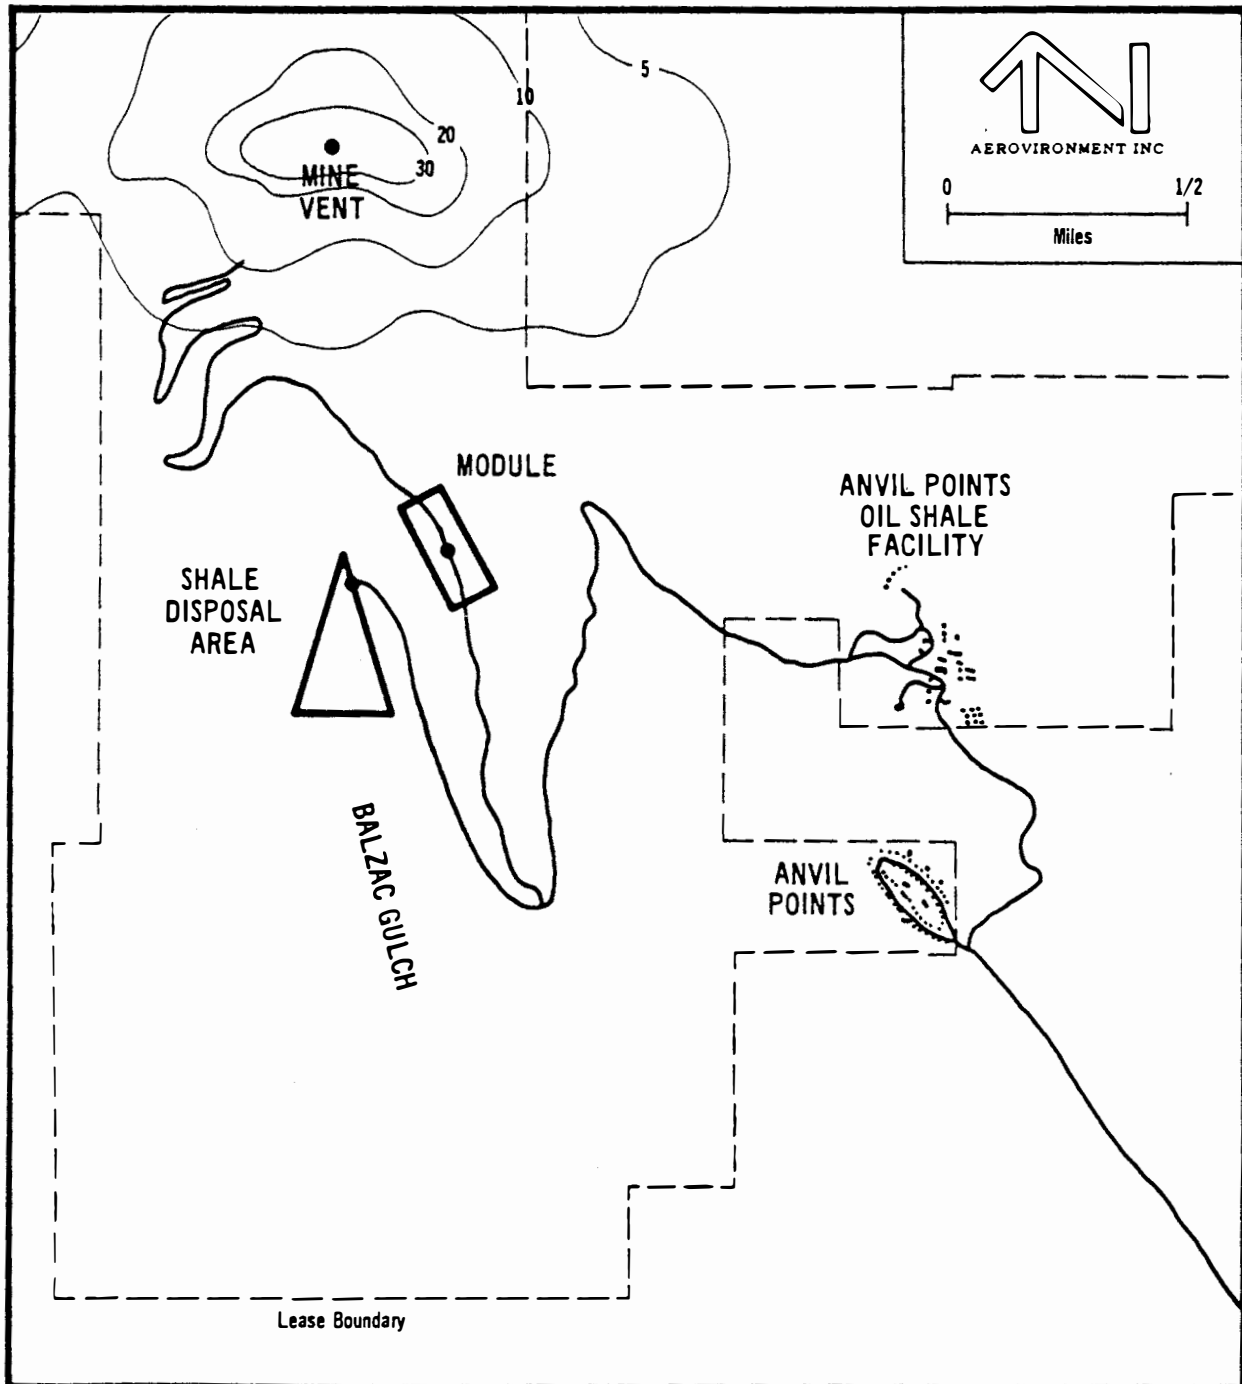 5
10
20
30
MINE
VENT
AEROVIRONMENT INC
0 1/2
Miles
MODULE
ANVIL POINTS
OIL SHALE
FACILITY
SHALE
DISPOSAL
AREA
BALZAC GULCH
ANVIL
POINTS
Lease Boundary